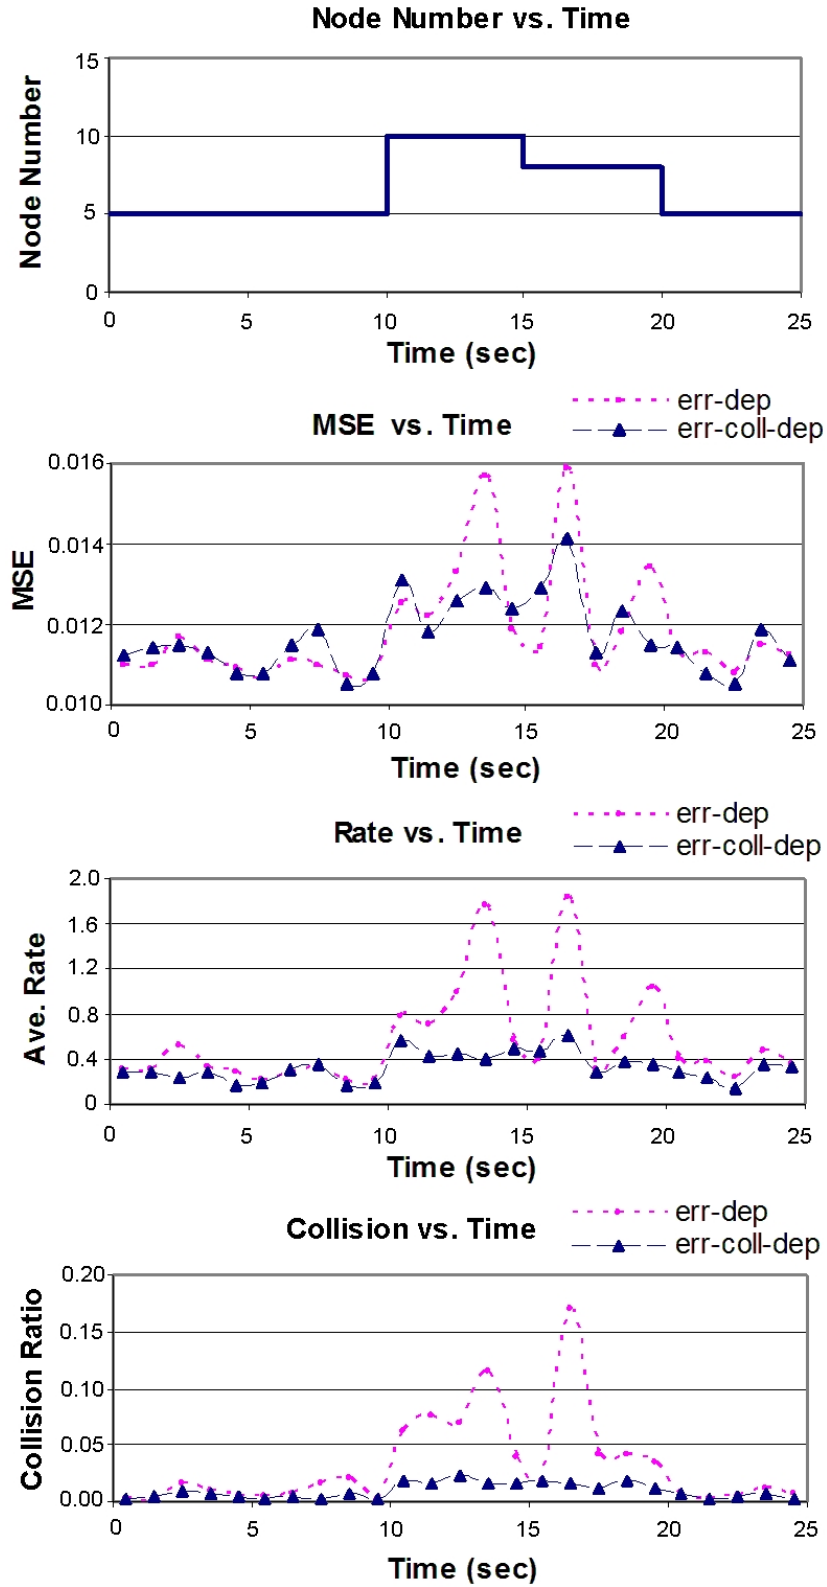 Node Number vs. Time
15
10
5
0
Node Number
0 5 10 15 20 25
Time (sec)
MSE vs. Time
err-dep
err-coll-dep
0.016
0.014
0.012
0.010
MSE
0 5 10 15 20 25
Time (sec)
Rate vs. Time
err-dep
err-coll-dep
2.0
1.6
1.2
0.8
0.4
0
Ave. Rate
0 5 10 15 20 25
Time (sec)
Collision vs. Time
err-dep
err-coll-dep
0.20
0.15
0.10
0.05
0.00
Collision Ratio
0 5 10 15 20 25
Time (sec)